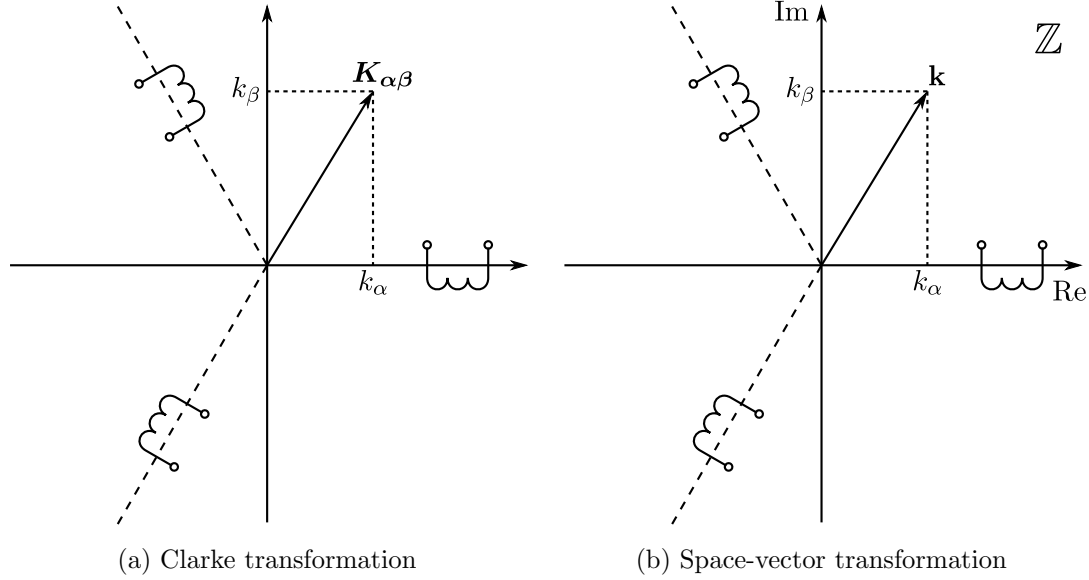 Im
ℤ
k_β
K_αβ
k_β
k
k_α
k_α
Re
(a) Clarke transformation
(b) Space-vector transformation